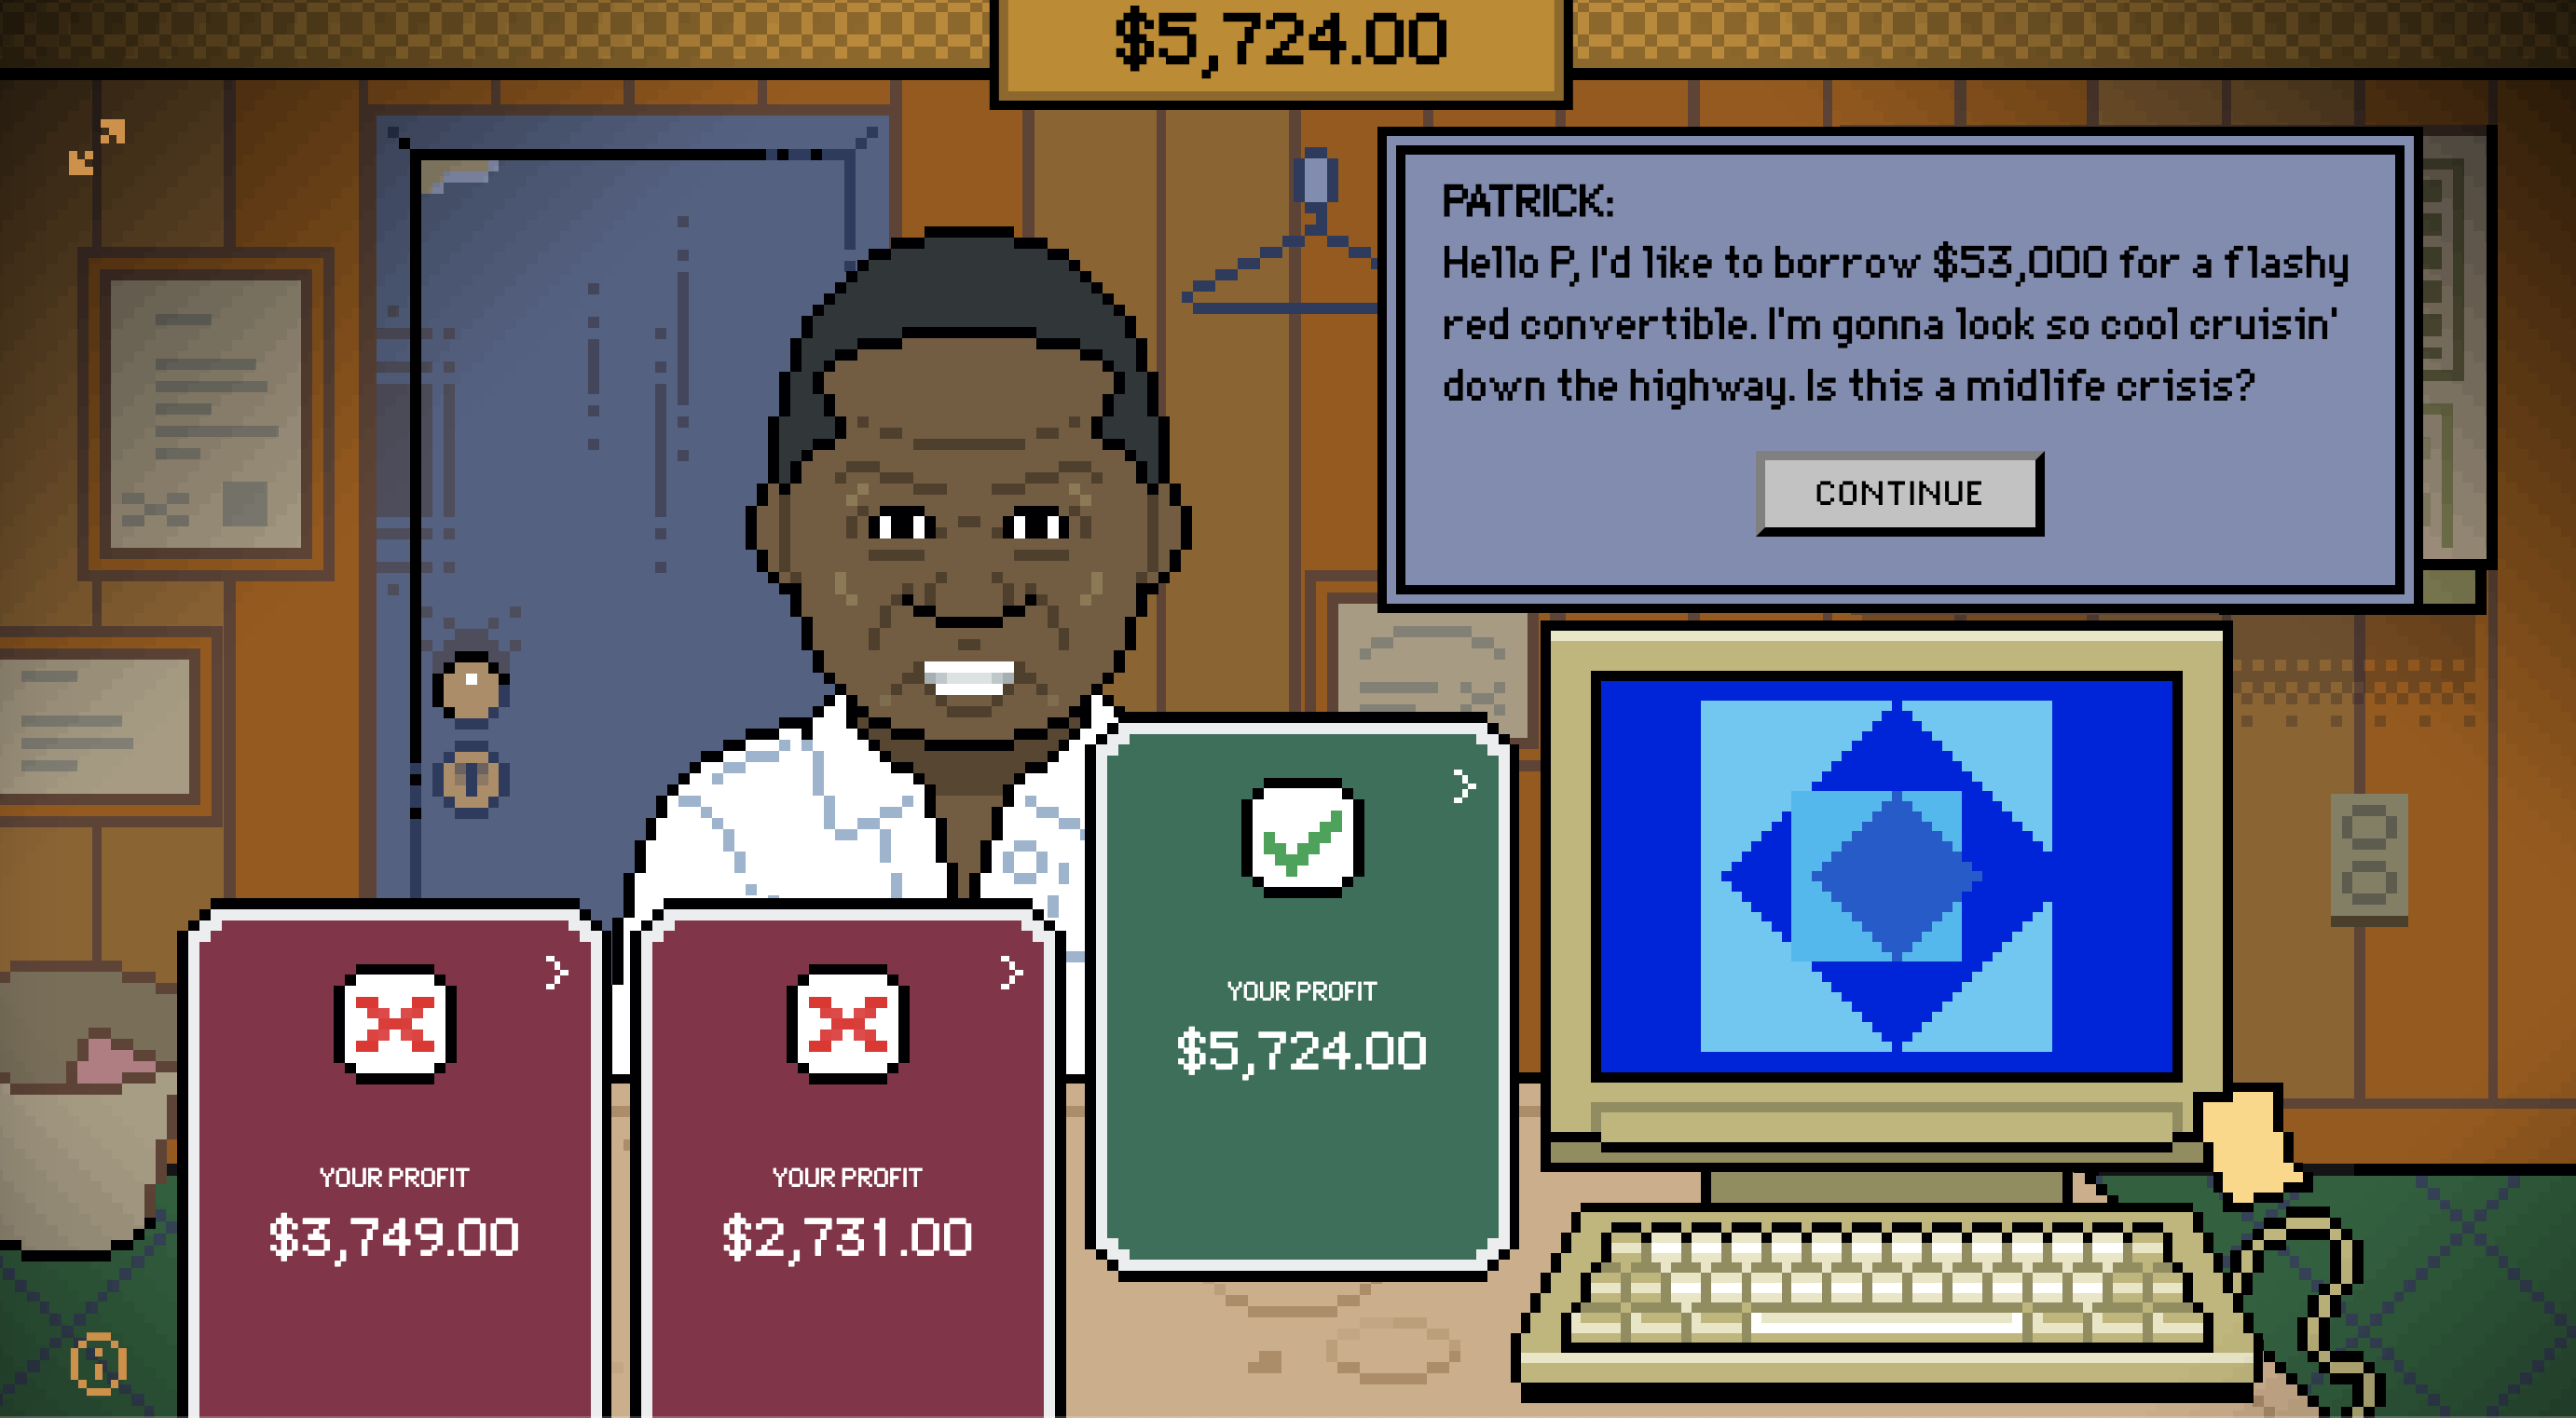 $5,724.00
PATRICK:
Hello P, I'd like to borrow $53,000 for a flashy
red convertible. I'm gonna look so cool cruisin'
down the highway. Is this a midlife crisis?
CONTINUE
YOUR PROFIT
$3,749.00
YOUR PROFIT
$2,731.00
YOUR PROFIT
$5,724.00